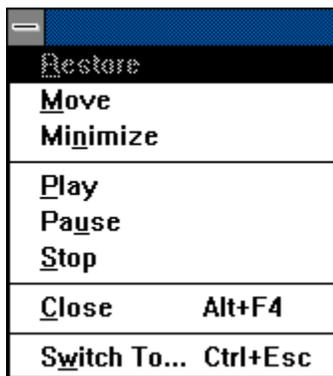 Restore
Move
Minimize
Play
Pause
Stop
Close Alt+F4
Switch To... Ctrl+Esc